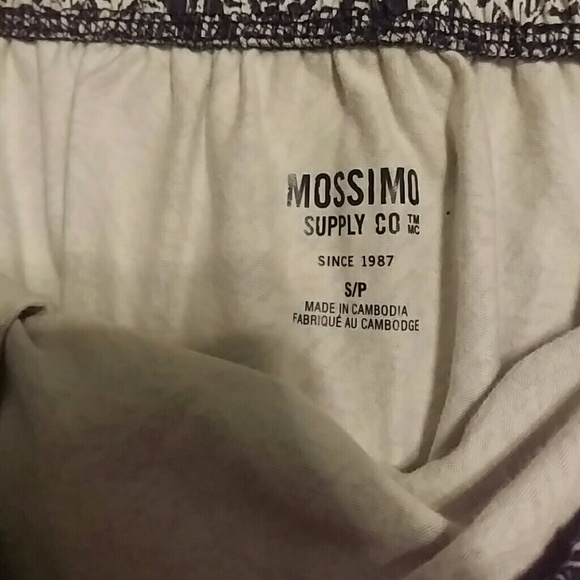 MOSSIMO
SUPPLY CO TM MC
SINCE 1987
S/P
MADE IN CAMBODIA
FABRIQUÉ AU CAMBODGE